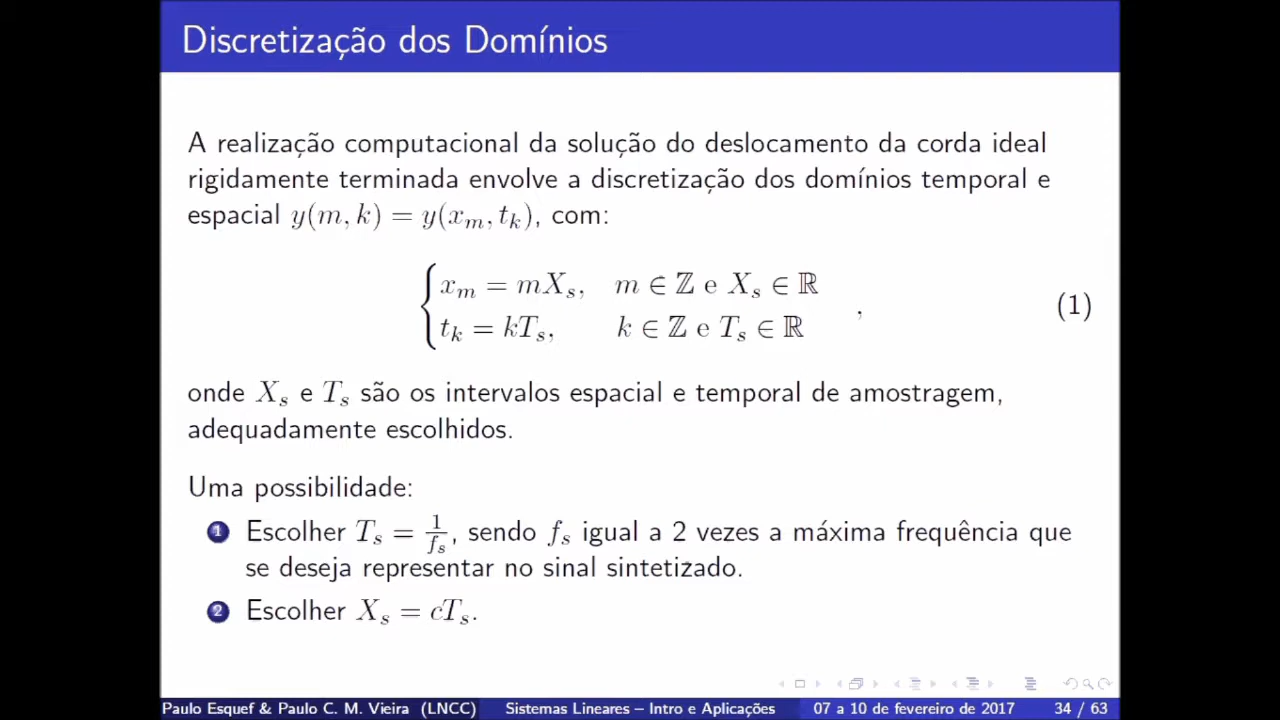 Discretização dos Domínios
A realização computacional da solução do deslocamento da corda ideal
rigidamente terminada envolve a discretização dos domínios temporal e
espacial y(m, k) = y(x_m, t_k), com:
x_m = mX_s, m ∈ ℤ e X_s ∈ ℝ
t_k = kT_s, k ∈ ℤ e T_s ∈ ℝ
, (1)
onde X_s e T_s são os intervalos espacial e temporal de amostragem,
adequadamente escolhidos.
Uma possibilidade:
1 Escolher T_s = 1/f_s, sendo f_s igual a 2 vezes a máxima frequência que
se deseja representar no sinal sintetizado.
2 Escolher X_s = cT_s.
Paulo Esquef & Paulo C. M. Vieira (LNCC) Sistemas Lineares – Intro e Aplicações 07 a 10 de fevereiro de 2017 34 / 63